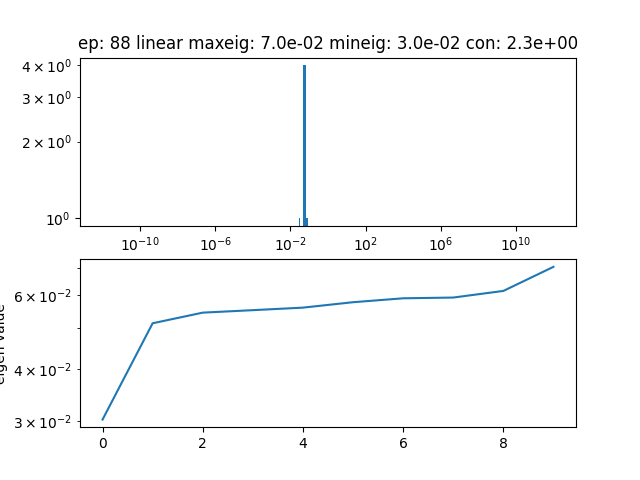 ep: 88 linear maxeig: 7.0e-02 mineig: 3.0e-02 con: 2.3e+00
4 × 10⁰
3 × 10⁰
2 × 10⁰
10⁰
10⁻¹⁰ 10⁻⁶ 10⁻² 10² 10⁶ 10¹⁰
6 × 10⁻²
4 × 10⁻²
3 × 10⁻²
eigen value
0 2 4 6 8